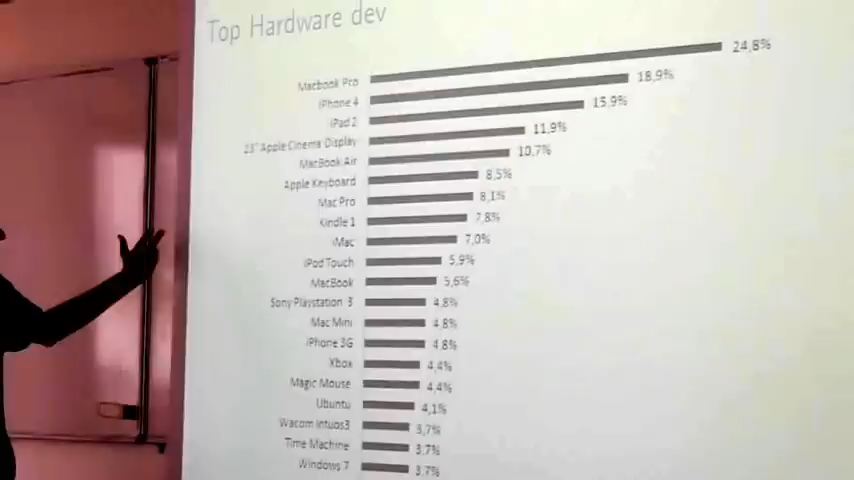 Top Hardware dev
Macbook Pro 24,8%
iPhone 4 18,9%
iPad 2 15,9%
23" Apple Cinema Display 11,9%
MacBook Air 10,7%
Apple Keyboard 8,5%
Mac Pro 8,1%
Kindle 1 7,8%
iMac 7,0%
iPod Touch 5,9%
MacBook 5,6%
Sony Playstation 3 4,8%
Mac Mini 4,8%
iPhone 3G 4,8%
Xbox 4,4%
Magic Mouse 4,4%
Ubuntu 4,1%
Wacom Intuos3 3,7%
Time Machine 3,7%
Windows 7 3,7%